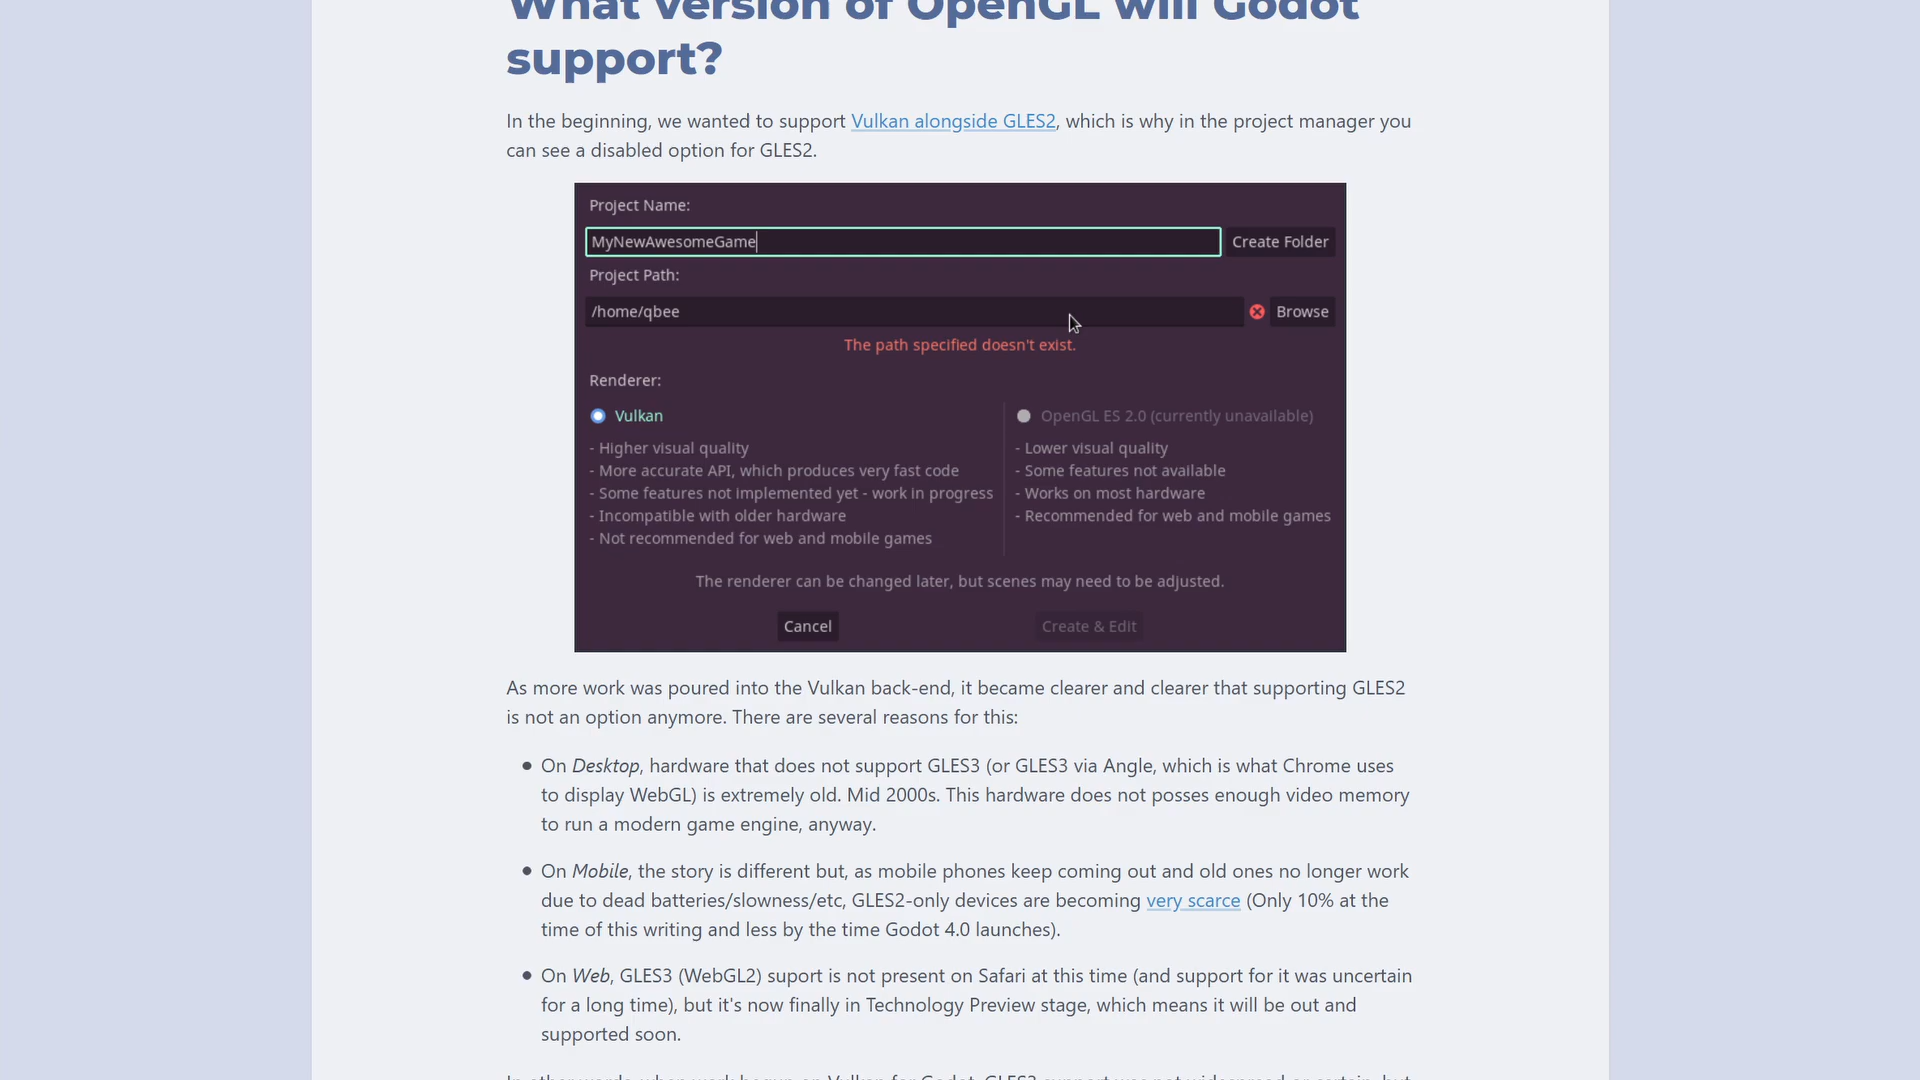 What version of OpenGL will Godot
support?
In the beginning, we wanted to support Vulkan alongside GLES2, which is why in the project manager you
can see a disabled option for GLES2.
Project Name:
MyNewAwesomeGame
Create Folder
Project Path:
/home/qbee
Browse
The path specified doesn't exist.
Renderer:
Vulkan
- Higher visual quality
- More accurate API, which produces very fast code
- Some features not implemented yet - work in progress
- Incompatible with older hardware
- Not recommended for web and mobile games
OpenGL ES 2.0 (currently unavailable)
- Lower visual quality
- Some features not available
- Works on most hardware
- Recommended for web and mobile games
The renderer can be changed later, but scenes may need to be adjusted.
Cancel
Create & Edit
As more work was poured into the Vulkan back-end, it became clearer and clearer that supporting GLES2
is not an option anymore. There are several reasons for this:
• On Desktop, hardware that does not support GLES3 (or GLES3 via Angle, which is what Chrome uses
to display WebGL) is extremely old. Mid 2000s. This hardware does not posses enough video memory
to run a modern game engine, anyway.
• On Mobile, the story is different but, as mobile phones keep coming out and old ones no longer work
due to dead batteries/slowness/etc, GLES2-only devices are becoming very scarce (Only 10% at the
time of this writing and less by the time Godot 4.0 launches).
• On Web, GLES3 (WebGL2) suport is not present on Safari at this time (and support for it was uncertain
for a long time), but it's now finally in Technology Preview stage, which means it will be out and
supported soon.